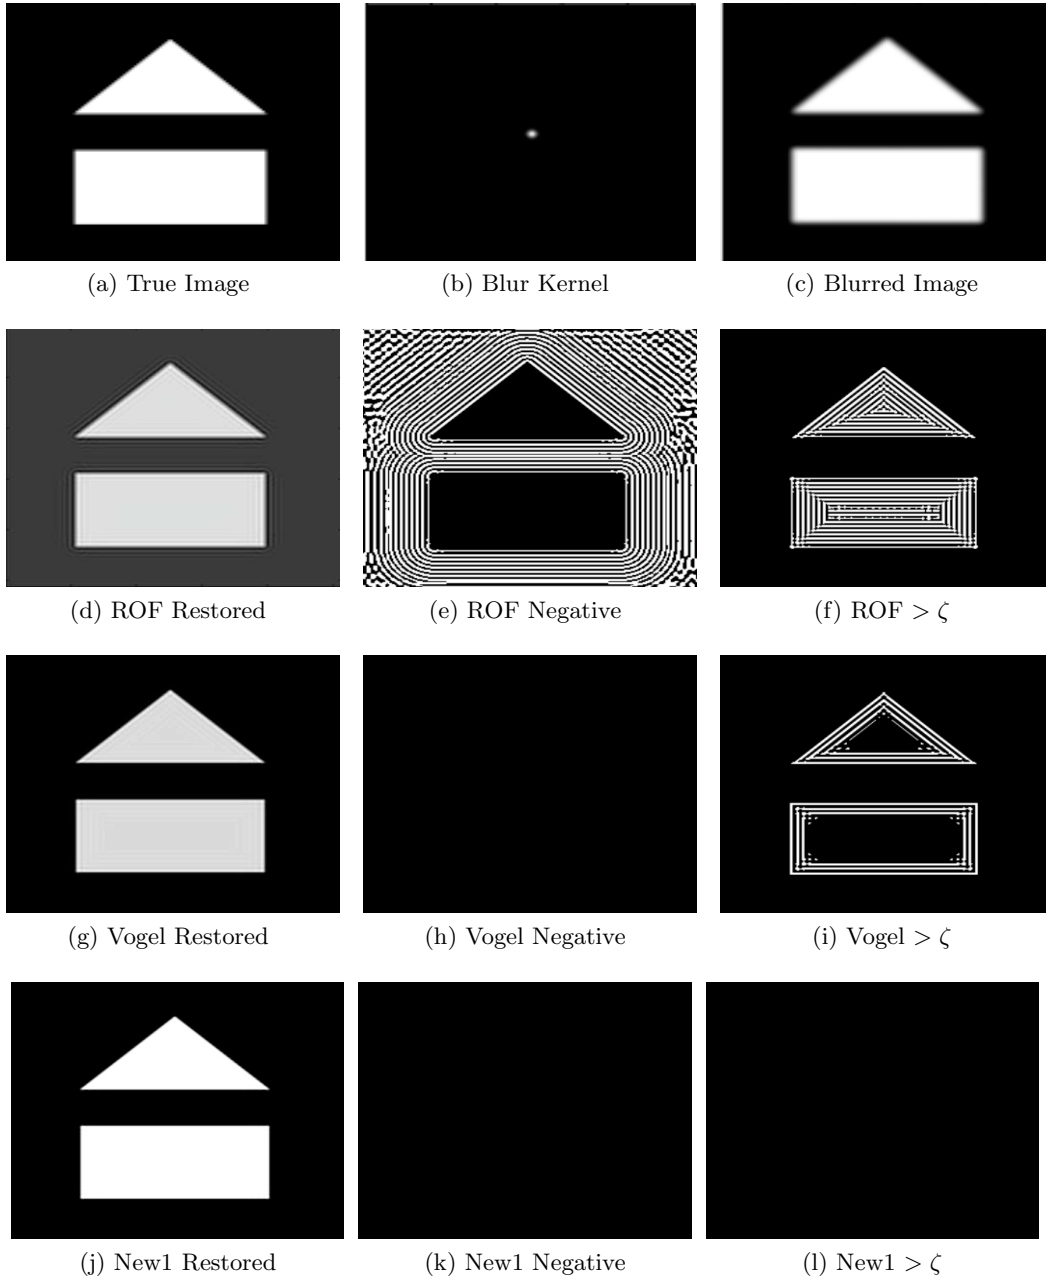 (a) True Image
(b) Blur Kernel
(c) Blurred Image
(d) ROF Restored
(e) ROF Negative
(f) ROF > ζ
(g) Vogel Restored
(h) Vogel Negative
(i) Vogel > ζ
(j) New1 Restored
(k) New1 Negative
(l) New1 > ζ